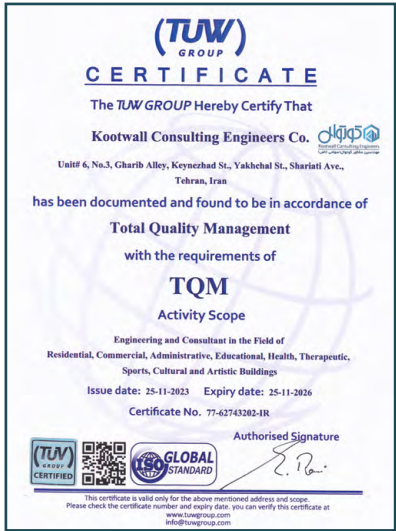 (TUW)
GROUP
CERTIFICATE
The TUW GROUP Hereby Certify That
Kootwall Consulting Engineers Co.
کوتوال
Kootwall Consulting Engineers
Unit# 6, No.3, Gharib Alley, Keynezhad St., Yakhchal St., Shariati Ave.,
Tehran, Iran
has been documented and found to be in accordance of
Total Quality Management
with the requirements of
TQM
Activity Scope
Engineering and Consultant in the Field of
Residential, Commercial, Administrative, Educational, Health, Therapeutic,
Sports, Cultural and Artistic Buildings
Issue date: 25-11-2023 Expiry date: 25-11-2026
Certificate No. 77-62743202-IR
Authorised Signature
(TUV)
GROUP
CERTIFIED
ISO GLOBAL
STANDARD
This certificate is valid only for the above mentioned address and scope.
Please check the certificate number and expiry date. you can verify this certificate at
www.tuwgroup.com
info@tuwgroup.com